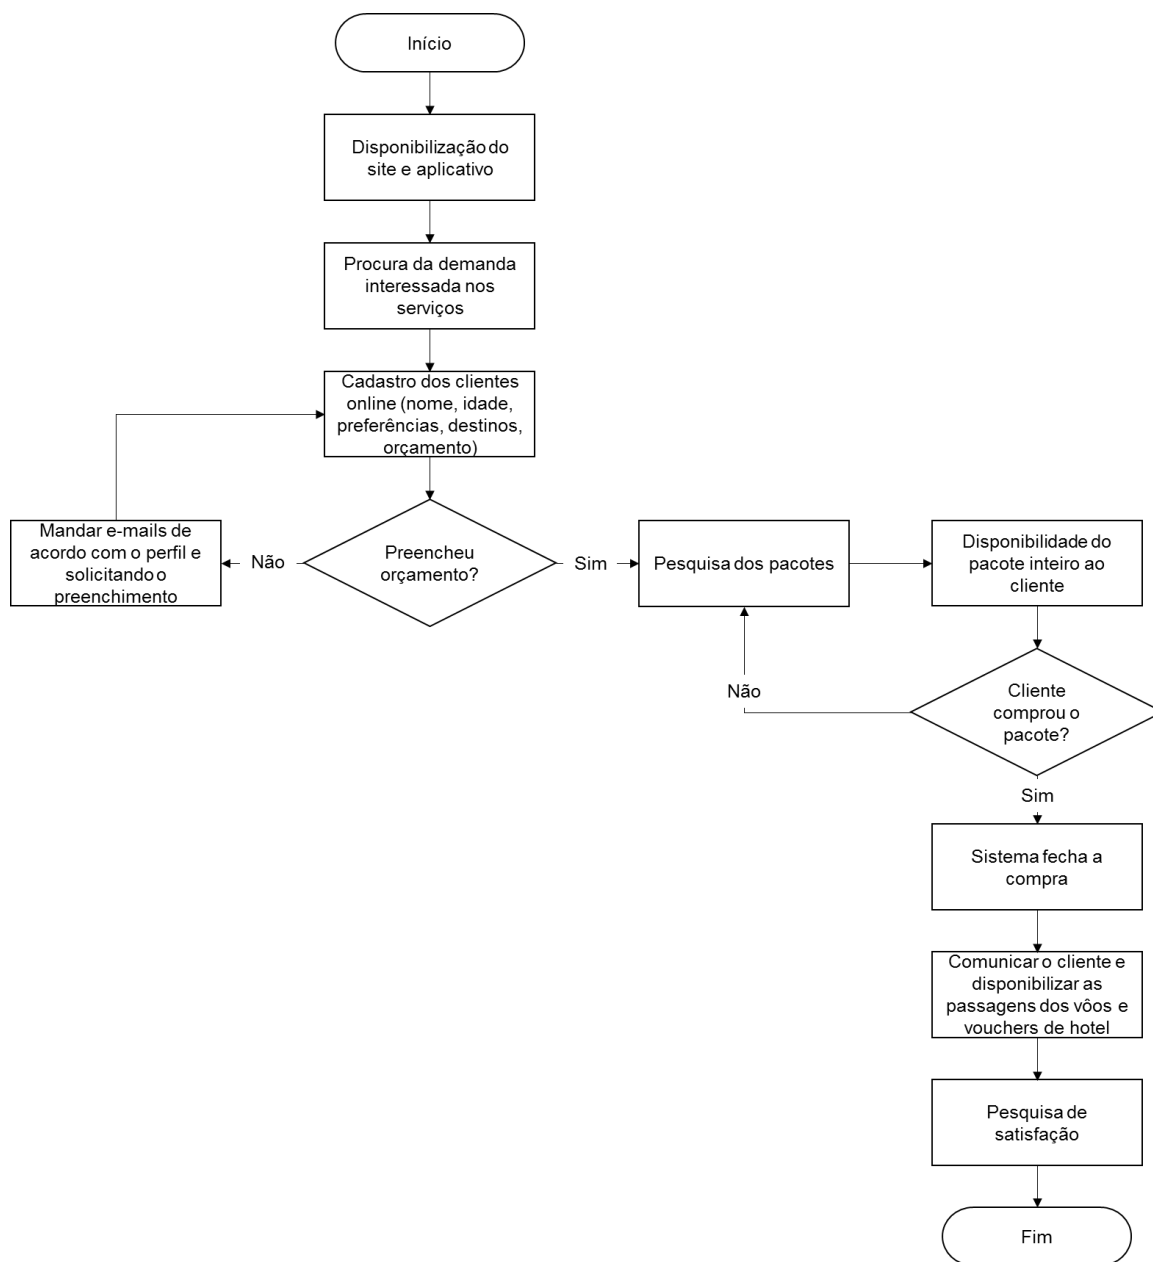 Início
Disponibilização do
site e aplicativo
Procura da demanda
interessada nos
serviços
Cadastro dos clientes
online (nome, idade,
preferências, destinos,
orçamento)
Preencheu
orçamento?
Não
Mandar e-mails de
acordo com o perfil e
solicitando o
preenchimento
Sim
Pesquisa dos pacotes
Disponibilidade do
pacote inteiro ao
cliente
Cliente
comprou o
pacote?
Não
Sim
Sistema fecha a
compra
Comunicar o cliente e
disponibilizar as
passagens dos vôos e
vouchers de hotel
Pesquisa de
satisfação
Fim